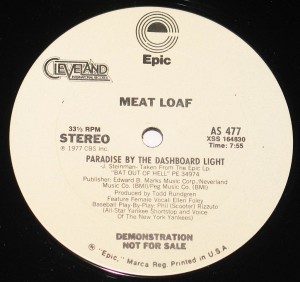 Cleveland
INTERNATIONAL RECORDS
Epic
MEAT LOAF
33⅓ RPM
STEREO
℗ 1977 CBS Inc.
AS 477
XSS 164830
Time: 7:55
PARADISE BY THE DASHBOARD LIGHT
-J. Steinman- Taken From The Epic Lp
"BAT OUT OF HELL" PE 34974
Publisher: Edward B. Marks Music Corp./Neverland
Music Co. (BMI)/Peg Music Co. (BMI)
Produced by Todd Rundgren
Feature Female Vocal, Ellen Foley
Baseball Play-By-Play: Phil (Scooter) Rizzuto
(All-Star Yankee Shortstop and Voice
Of The New York Yankees)
DEMONSTRATION
NOT FOR SALE
® "Epic," Marca Reg. Printed in U.S.A.